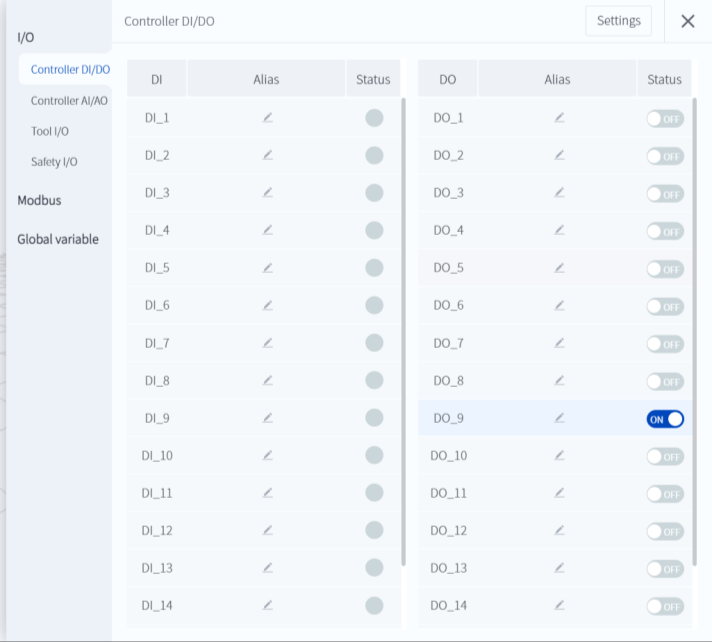 Controller DI/DO Settings
I/O
Controller DI/DO
Controller AI/AO
Tool I/O
Safety I/O
Modbus
Global variable
DI Alias Status DO Alias Status
DI_1 DO_1 OFF
DI_2 DO_2 OFF
DI_3 DO_3 OFF
DI_4 DO_4 OFF
DI_5 DO_5 OFF
DI_6 DO_6 OFF
DI_7 DO_7 OFF
DI_8 DO_8 OFF
DI_9 DO_9 ON
DI_10 DO_10 OFF
DI_11 DO_11 OFF
DI_12 DO_12 OFF
DI_13 DO_13 OFF
DI_14 DO_14 OFF